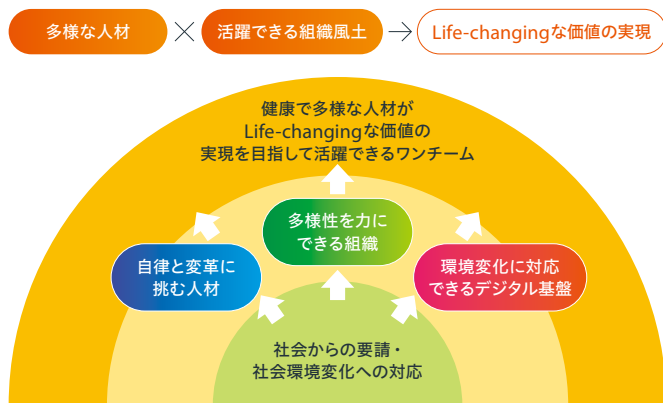 多様な人材
×
活躍できる組織風土
→
Life-changingな価値の実現
健康で多様な人材が
Life-changingな価値の
実現を目指して活躍できるワンチーム
多様性を力に
できる組織
自律と変革に
挑む人材
環境変化に対応
できるデジタル基盤
社会からの要請・
社会環境変化への対応